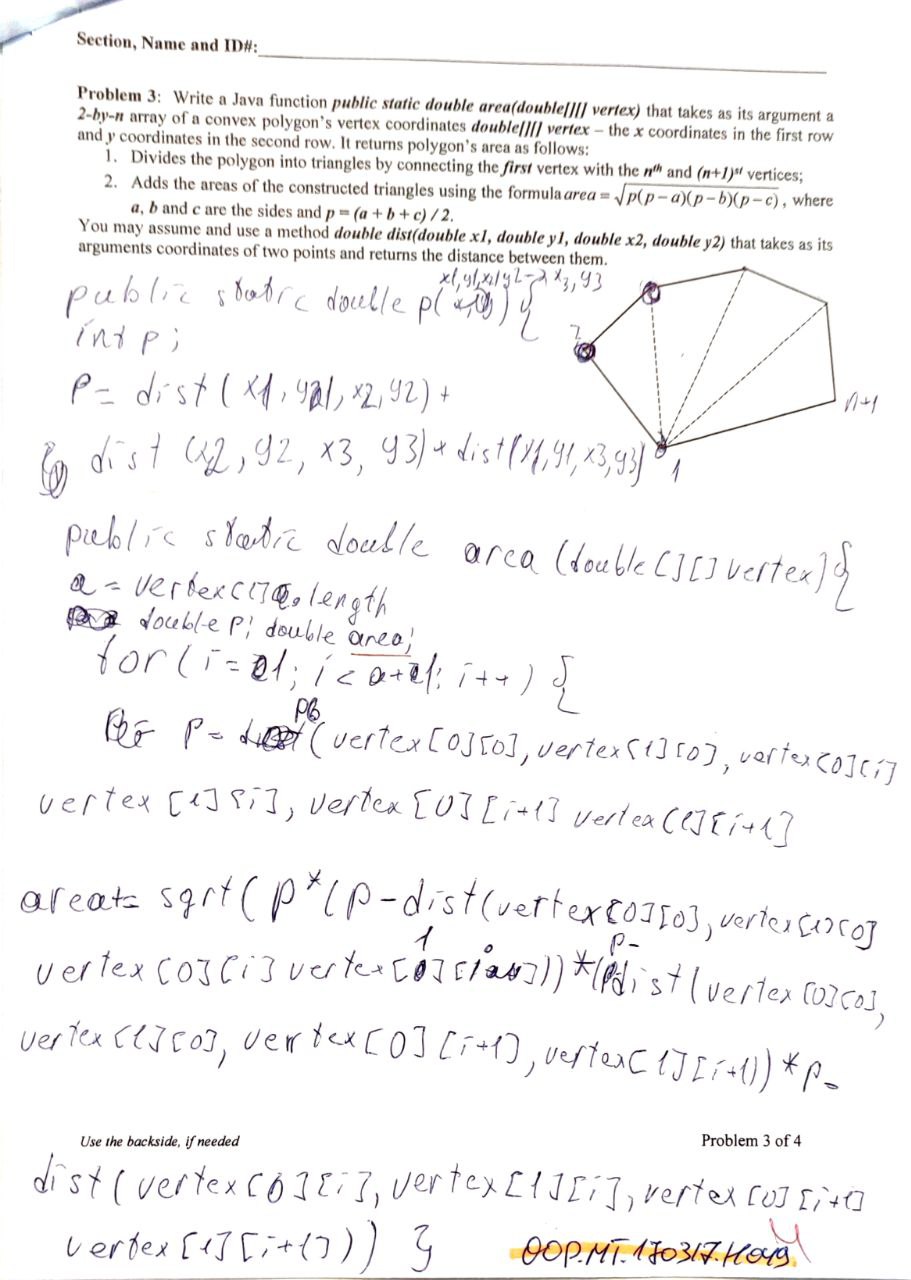 Section, Name and ID#:
Problem 3: Write a Java function public static double area(double[][] vertex) that takes as its argument a
2-by-n array of a convex polygon's vertex coordinates double[][] vertex – the x coordinates in the first row
and y coordinates in the second row. It returns polygon's area as follows:
1. Divides the polygon into triangles by connecting the first vertex with the nth and (n+1)st vertices;
2. Adds the areas of the constructed triangles using the formula area = √p(p−a)(p−b)(p−c), where
a, b and c are the sides and p = (a + b + c) / 2.
You may assume and use a method double dist(double x1, double y1, double x2, double y2) that takes as its
arguments coordinates of two points and returns the distance between them.
x1,y1,x2,y2 x3,y3
public static double p( ) {
int p;
p = dist (x1, y1, x2, y2) +
dist (x2, y2, x3, y3) + dist(x1,y1,x3,y3)
2
n+1
1
public static double area (double [][] vertex) {
a = vertex[1].length
double p; double area;
for (i = 1; i < a+1; i++) {
p = (vertex[0][0], vertex[1][0], vertex[0][i]
vertex [1][i], vertex [0][i+1] vertex[1][i+1]
area+= sqrt( p*(p-dist(vertex[0][0], vertex[1][0]
vertex[0][i] vertex[1][i]))*(p-dist(vertex[0][0],
vertex[1][0], vertex[0][i+1], vertex[1][i+1))*p-
Use the backside, if needed
Problem 3 of 4
dist(vertex[0][i], vertex[1][i], vertex[0][i+1]
vertex[1][i+1])) }
OOP.MT.170317.H049